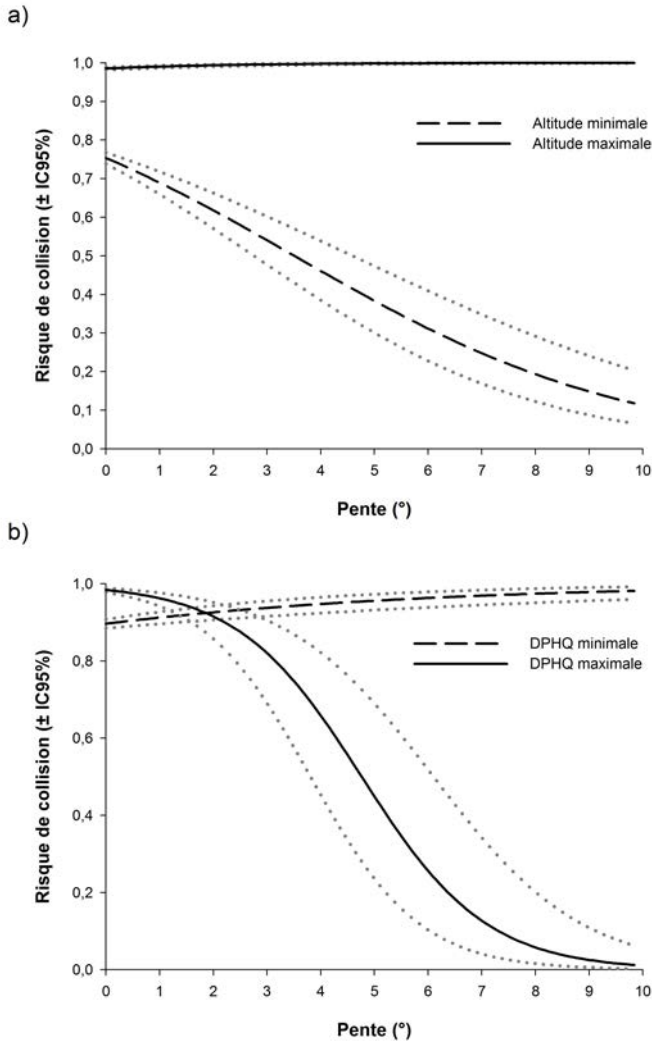 a)
1,0
0,9
0,8
0,7
0,6
0,5
0,4
0,3
0,2
0,1
0,0
Risque de collision (± IC95%)
Altitude minimale
Altitude maximale
0 1 2 3 4 5 6 7 8 9 10
Pente (°)
b)
1,0
0,8
0,6
0,4
0,2
0,0
Risque de collision (± IC95%)
DPHQ minimale
DPHQ maximale
0 1 2 3 4 5 6 7 8 9 10
Pente (°)